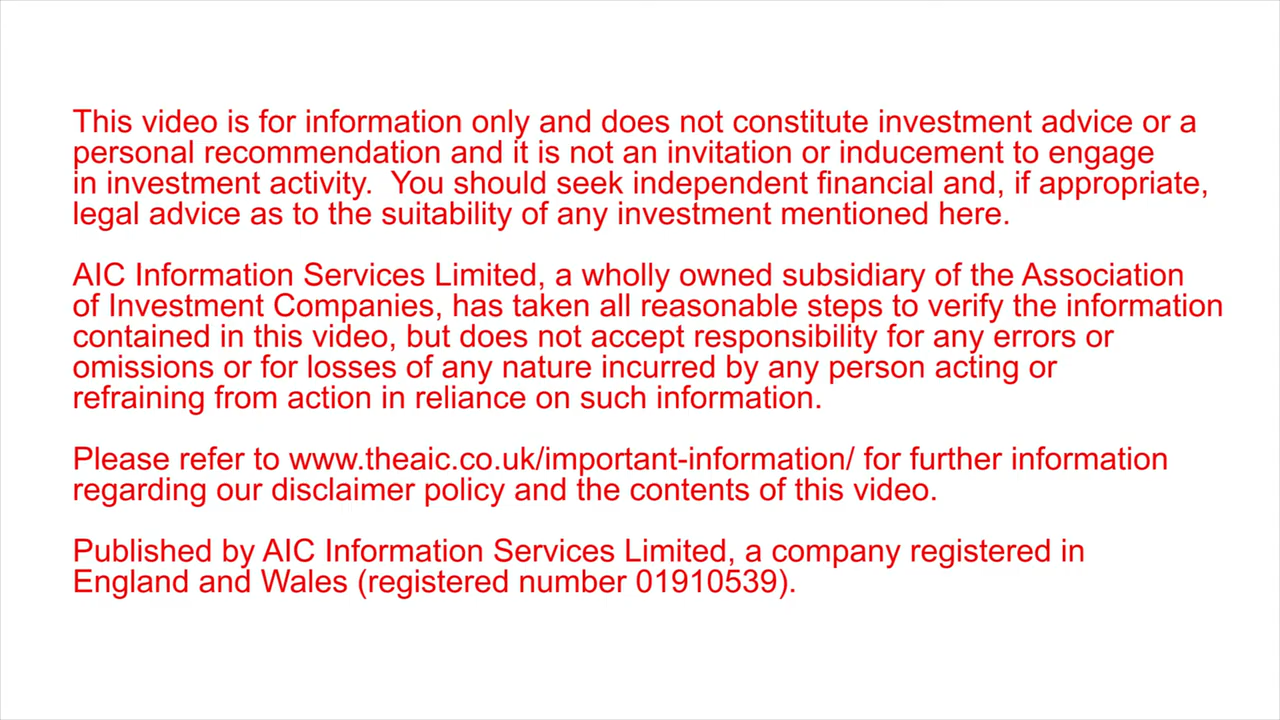 This video is for information only and does not constitute investment advice or a
personal recommendation and it is not an invitation or inducement to engage
in investment activity.  You should seek independent financial and, if appropriate,
legal advice as to the suitability of any investment mentioned here.
AIC Information Services Limited, a wholly owned subsidiary of the Association
of Investment Companies, has taken all reasonable steps to verify the information
contained in this video, but does not accept responsibility for any errors or
omissions or for losses of any nature incurred by any person acting or
refraining from action in reliance on such information.
Please refer to www.theaic.co.uk/important-information/ for further information
regarding our disclaimer policy and the contents of this video.
Published by AIC Information Services Limited, a company registered in
England and Wales (registered number 01910539).